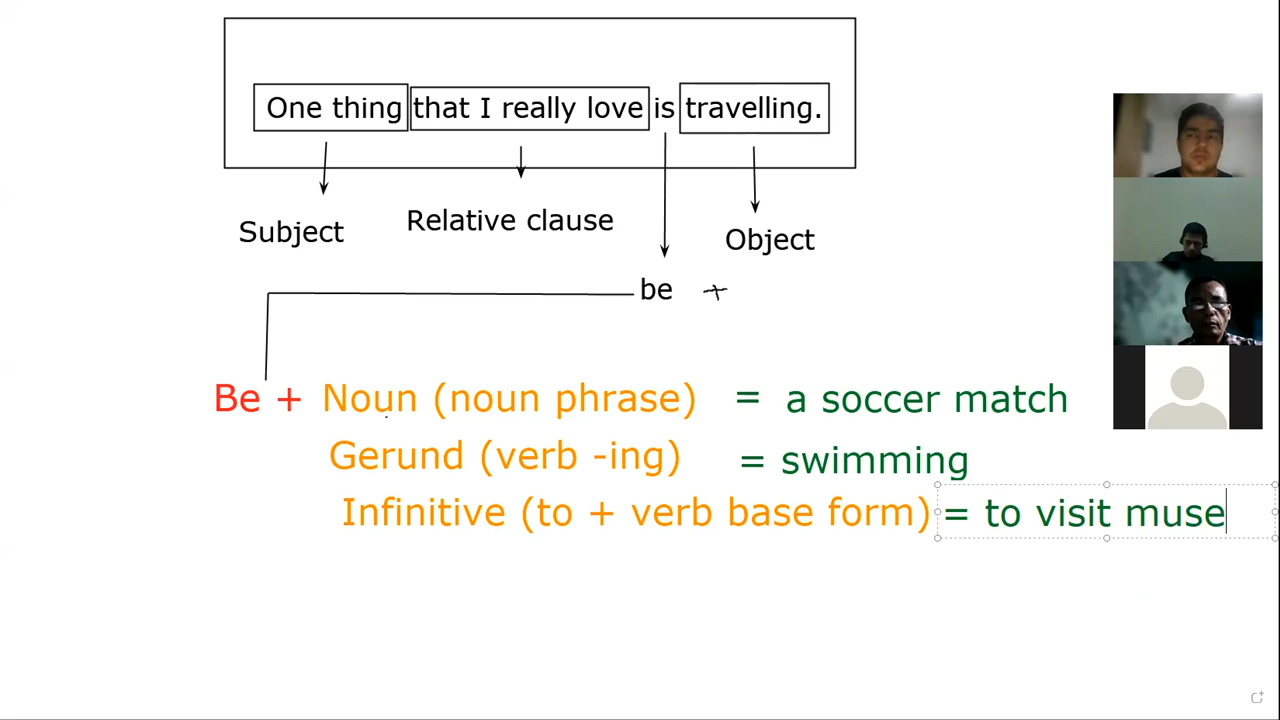 One thing that I really love is travelling.
Subject Relative clause Object
be +
Be + Noun (noun phrase) = a soccer match
Gerund (verb -ing) = swimming
Infinitive (to + verb base form) = to visit muse